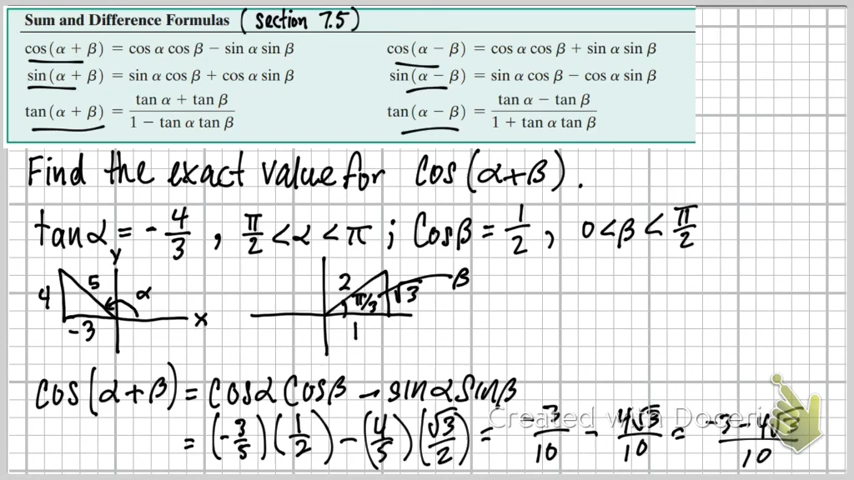 Sum and Difference Formulas (section 7.5)
cos(α + β) = cos α cos β − sin α sin β
cos(α − β) = cos α cos β + sin α sin β
sin(α + β) = sin α cos β + cos α sin β
sin(α − β) = sin α cos β − cos α sin β
tan(α + β) = (tan α + tan β)/(1 − tan α tan β)
tan(α − β) = (tan α − tan β)/(1 + tan α tan β)
Find the exact value for cos(α+β).
tanα = -4/3, π/2 < α < π ; Cosβ = 1/2, 0 < β < π/2
y
4 5 α
-3 x
2 π/3 √3 β
1
Cos(α+β) = Cosα Cosβ - sinα Sinβ
= (-3/5)(1/2) - (4/5)(√3/2) = -3/10 - 4√3/10 = -3-4√3/10
Created with Doceri